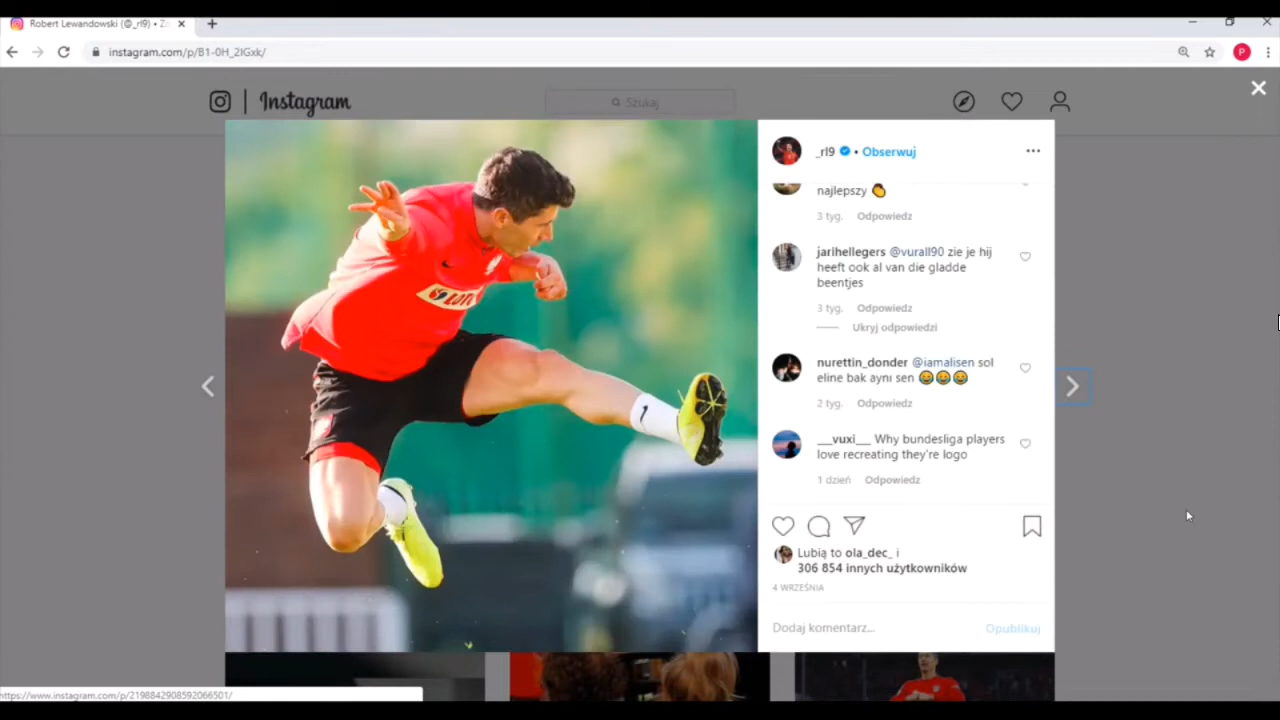 Robert Lewandowski (@_rl9) • Z
instagram.com/p/B1-0H_2IGxk/
P
Instagram
Szukaj
_rl9 • Obserwuj
najlepszy 👏
3 tyg. Odpowiedz
jarihellegers @vurall90 zie je hij
heeft ook al van die gladde
beentjes
3 tyg. Odpowiedz
Ukryj odpowiedzi
nurettin_donder @iamalisen sol
eline bak aynı sen 😂😂😂
2 tyg. Odpowiedz
___vuxi___ Why bundesliga players
love recreating they're logo
1 dzień Odpowiedz
Lubią to ola_dec_ i
306 854 innych użytkowników
4 WRZEŚNIA
Dodaj komentarz... Opublikuj
https://www.instagram.com/p/2198842908592066501/